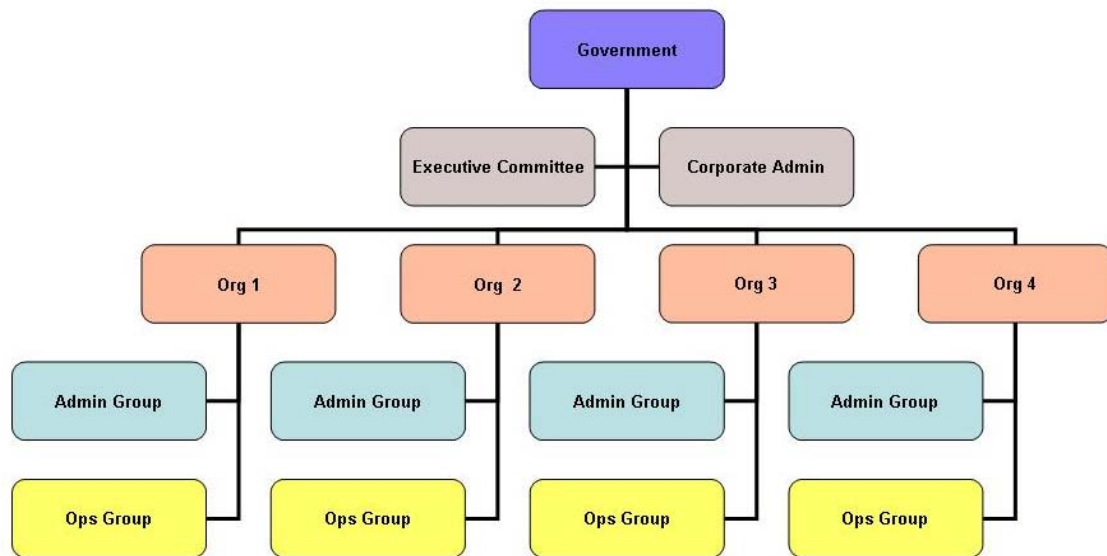 Government
Executive Committee
Corporate Admin
Org 1
Org 2
Org 3
Org 4
Admin Group
Admin Group
Admin Group
Admin Group
Ops Group
Ops Group
Ops Group
Ops Group